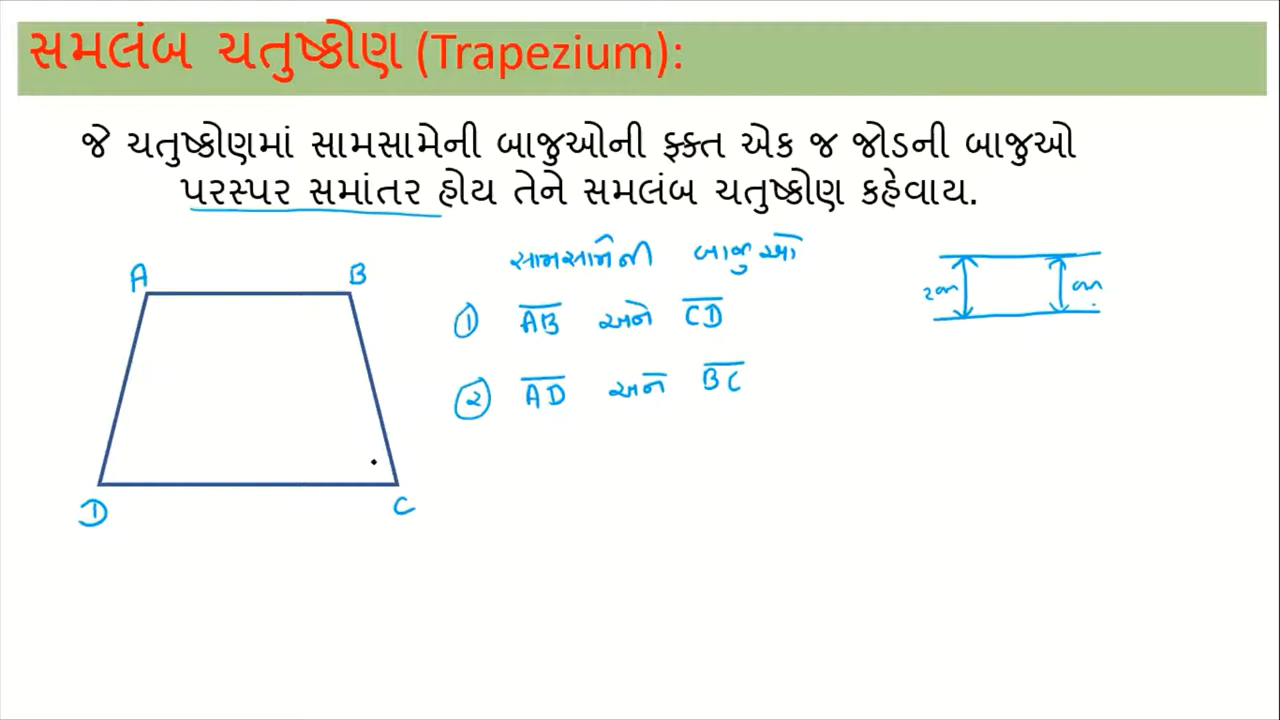 સમલંબ ચતુષ્કોણ (Trapezium):
જે ચતુષ્કોણમાં સામસામેની બાજુઓની ફક્ત એક જ જોડની બાજુઓ
પરસ્પર સમાંતર હોય તેને સમલંબ ચતુષ્કોણ કહેવાય.
સામસામેની બાજુઓ
A B
① AB અને CD
② AD અને BC
D C